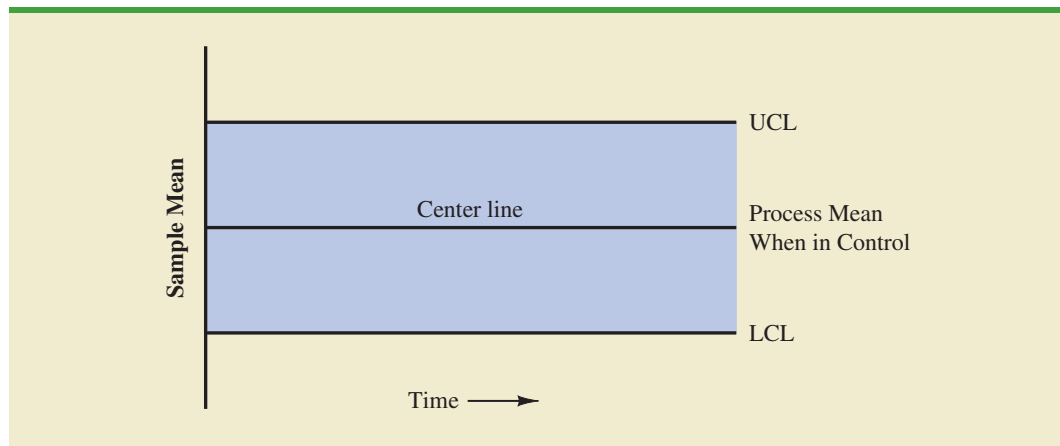 Sample Mean
UCL
Center line
Process Mean
When in Control
LCL
Time